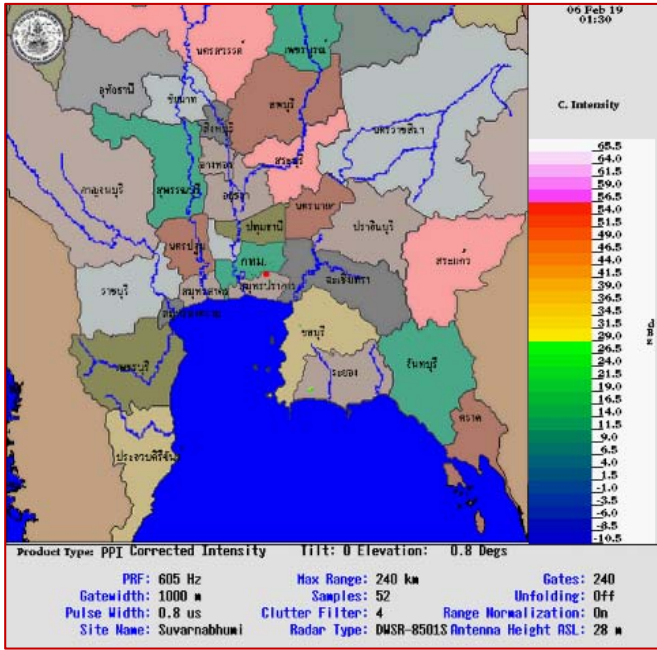 06 Feb 19
01:30
C. Intensity
65.5
64.0
61.5
59.0
56.5
54.0
51.5
49.0
46.5
44.0
41.5
39.0
36.5
34.0
31.5
29.0
26.5
24.0
21.5
19.0
16.5
14.0
11.5
9.0
6.5
4.0
1.5
-1.0
-3.5
-6.0
-8.5
-10.5
นครสวรรค์
เพชรบูรณ์
อุทัยธานี
ชัยนาท
ลพบุรี
สิงห์บุรี
นครราชสีมา
อ่างทอง
สระบุรี
กาญจนบุรี
สุพรรณบุรี
อยุธยา
นครนายก
ปทุมธานี
ปราจีนบุรี
นครปฐม
กทม.
สระแก้ว
ราชบุรี
สมุทรสาคร
สมุทรปราการ
ฉะเชิงเทรา
สมุทรสงคราม
ชลบุรี
เพชรบุรี
ระยอง
จันทบุรี
ตราด
ประจวบคีรีขันธ์
Product Type: PPI Corrected Intensity Tilt: 0 Elevation: 0.8 Degs
PRF: 605 Hz Max Range: 240 km Gates: 240
Gatewidth: 1000 m Samples: 52 Unfolding: Off
Pulse Width: 0.8 us Clutter Filter: 4 Range Normalization: On
Site Name: Suvarnabhumi Radar Type: DWSR-8501S Antenna Height ASL: 28 m